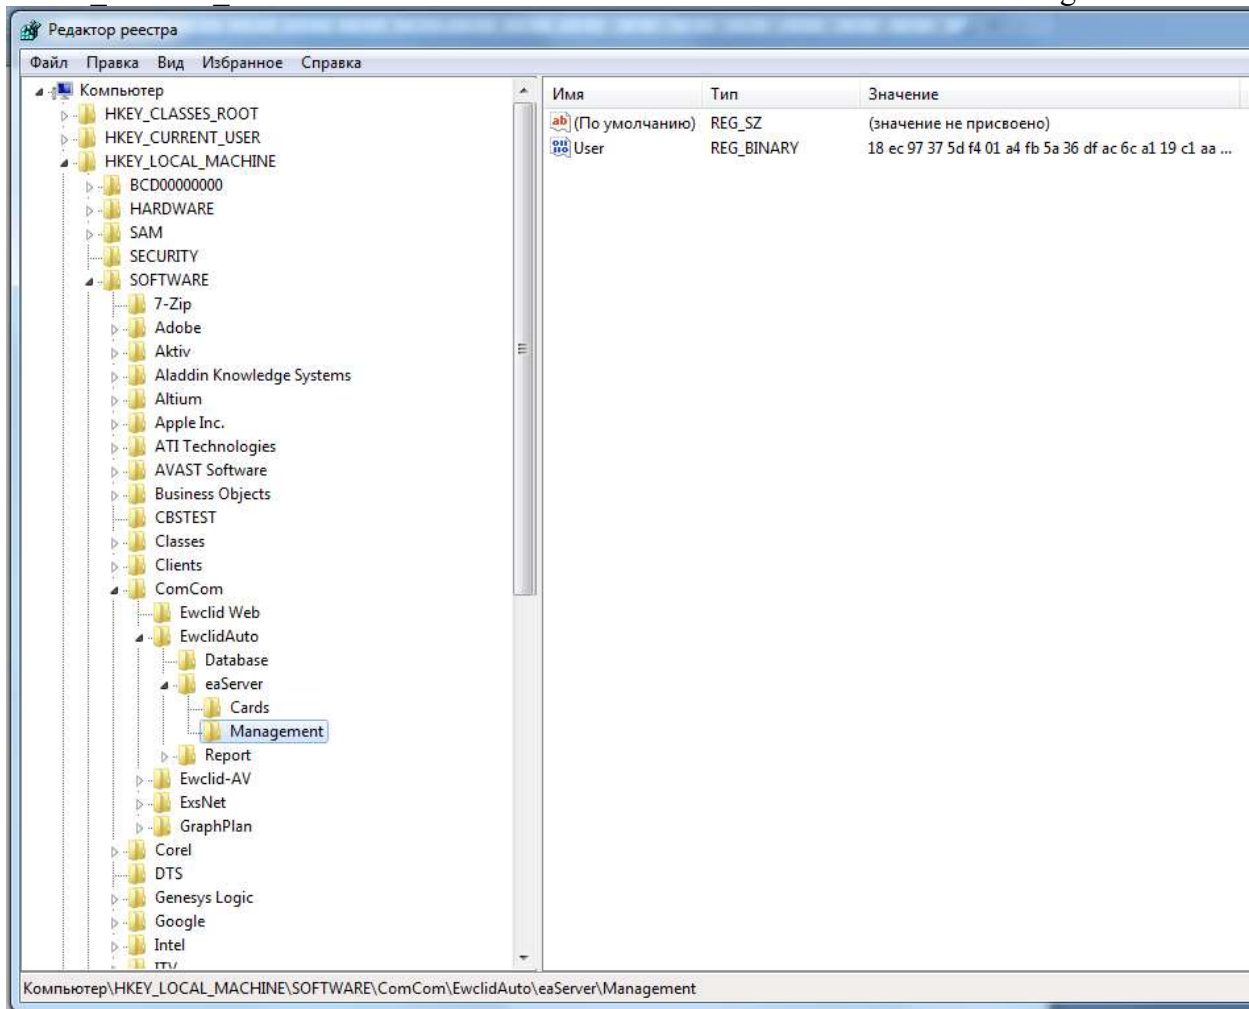 Редактор реестра
Файл Правка Вид Избранное Справка
Компьютер
HKEY_CLASSES_ROOT
HKEY_CURRENT_USER
HKEY_LOCAL_MACHINE
BCD00000000
HARDWARE
SAM
SECURITY
SOFTWARE
7-Zip
Adobe
Aktiv
Aladdin Knowledge Systems
Altium
Apple Inc.
ATI Technologies
AVAST Software
Business Objects
CBSTEST
Classes
Clients
ComCom
Ewclid Web
EwclidAuto
Database
eaServer
Cards
Management
Report
Ewclid-AV
ExsNet
GraphPlan
Corel
DTS
Genesys Logic
Google
Intel
ITV
Имя Тип Значение
(По умолчанию) REG_SZ (значение не присвоено)
User REG_BINARY 18 ec 97 37 5d f4 01 a4 fb 5a 36 df ac 6c a1 19 c1 aa ...
Компьютер\HKEY_LOCAL_MACHINE\SOFTWARE\ComCom\EwclidAuto\eaServer\Management